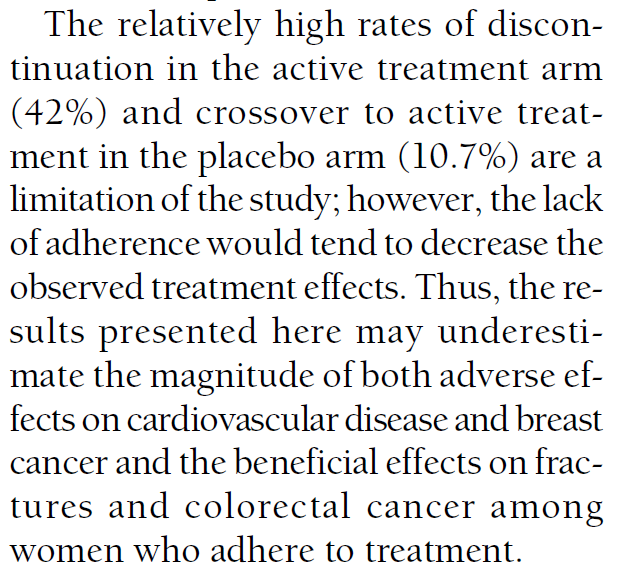 The relatively high rates of discon-
tinuation in the active treatment arm
(42%) and crossover to active treat-
ment in the placebo arm (10.7%) are a
limitation of the study; however, the lack
of adherence would tend to decrease the
observed treatment effects. Thus, the re-
sults presented here may underesti-
mate the magnitude of both adverse ef-
fects on cardiovascular disease and breast
cancer and the beneficial effects on frac-
tures and colorectal cancer among
women who adhere to treatment.